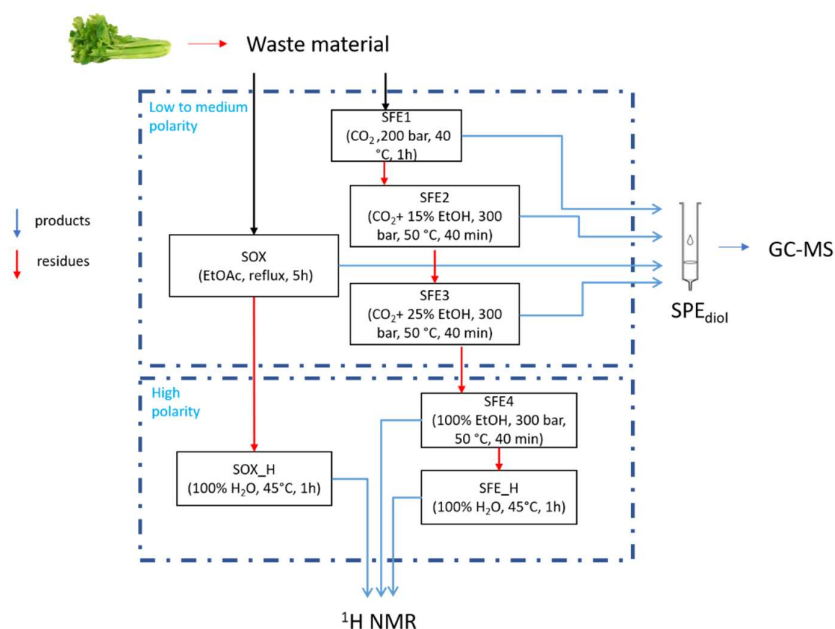 Waste material
Low to medium
polarity
SFE1
(CO₂ ,200 bar, 40
°C, 1h)
SFE2
(CO₂+ 15% EtOH, 300
bar, 50 °C, 40 min)
products
residues
SOX
(EtOAc, reflux, 5h)
GC-MS
SPEdiol
SFE3
(CO₂+ 25% EtOH, 300
bar, 50 °C, 40 min)
High
polarity
SFE4
(100% EtOH, 300 bar,
50 °C, 40 min)
SOX_H
(100% H₂O, 45°C, 1h)
SFE_H
(100% H₂O, 45°C, 1h)
¹H NMR